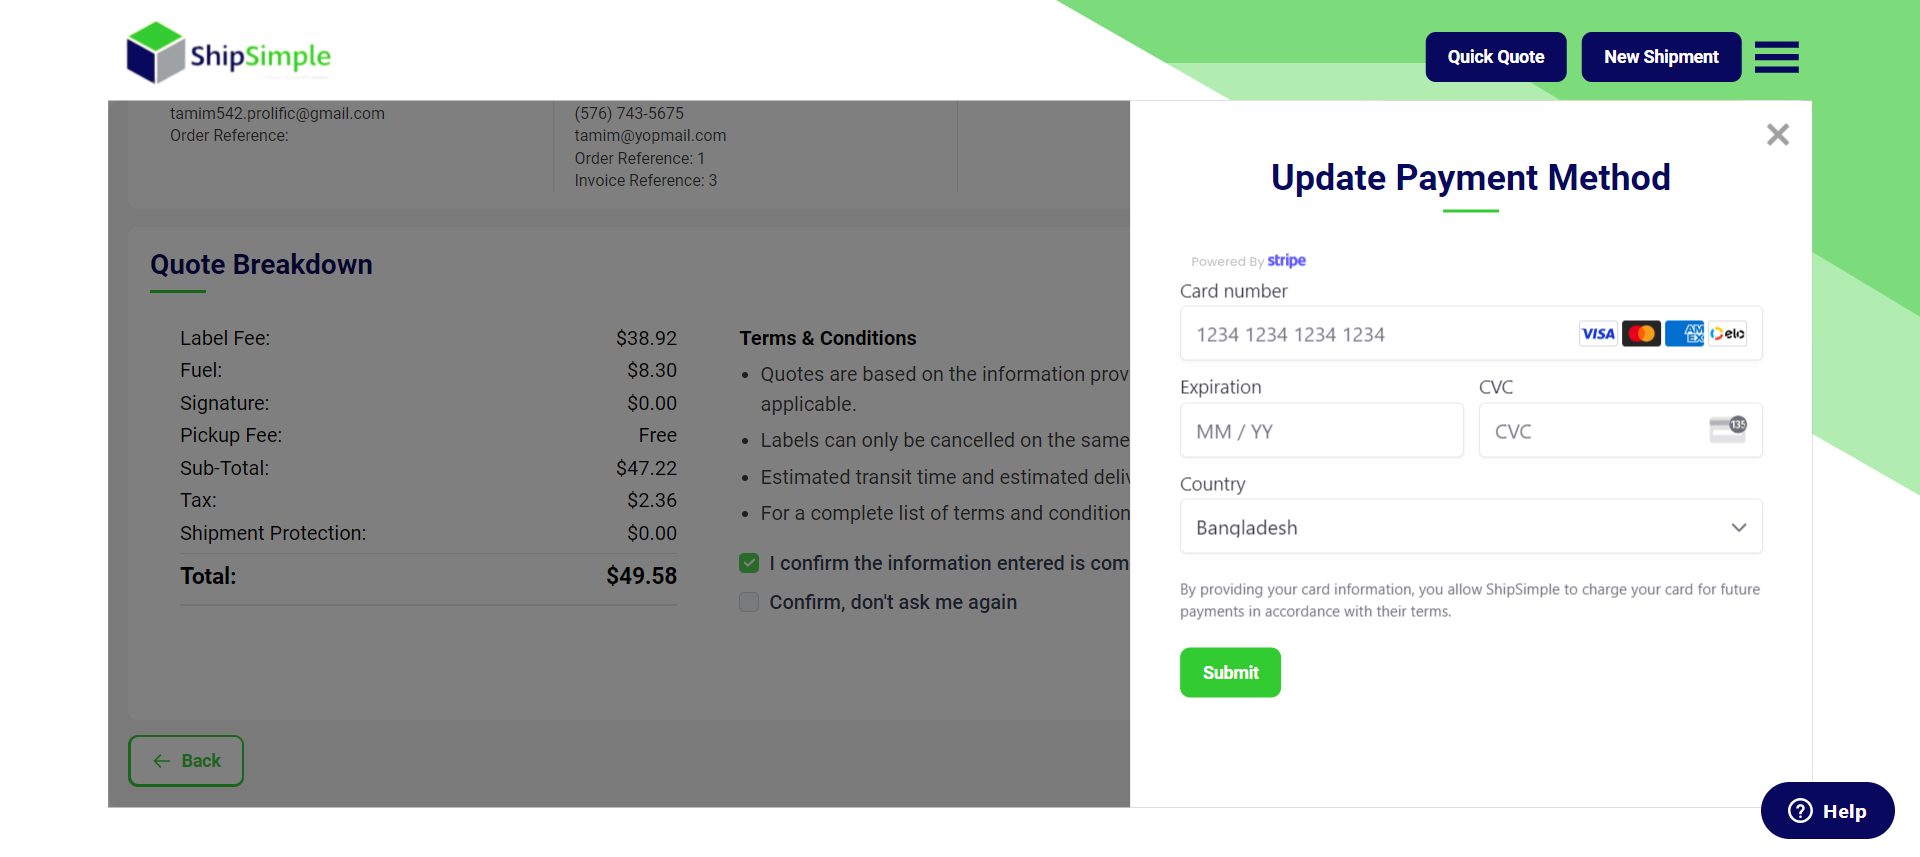 ShipSimple
Quick Quote
New Shipment
tamim542.prolific@gmail.com
Order Reference:
(576) 743-5675
tamim@yopmail.com
Order Reference: 1
Invoice Reference: 3
Quote Breakdown
Label Fee: $38.92
Fuel: $8.30
Signature: $0.00
Pickup Fee: Free
Sub-Total: $47.22
Tax: $2.36
Shipment Protection: $0.00
Total: $49.58
Terms & Conditions
• Quotes are based on the information prov
applicable.
• Labels can only be cancelled on the same
• Estimated transit time and estimated deliv
• For a complete list of terms and condition
I confirm the information entered is com
Confirm, don't ask me again
Back
Update Payment Method
Powered By stripe
Card number
1234 1234 1234 1234
VISA
AMEX
elo
Expiration
CVC
MM / YY
CVC
135
Country
Bangladesh
By providing your card information, you allow ShipSimple to charge your card for future
payments in accordance with their terms.
Submit
Help